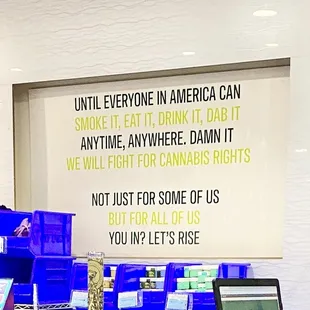 UNTIL EVERYONE IN AMERICA CAN
SMOKE IT, EAT IT, DRINK IT, DAB IT
ANYTIME, ANYWHERE. DAMN IT
WE WILL FIGHT FOR CANNABIS RIGHTS
NOT JUST FOR SOME OF US
BUT FOR ALL OF US
YOU IN? LET'S RISE